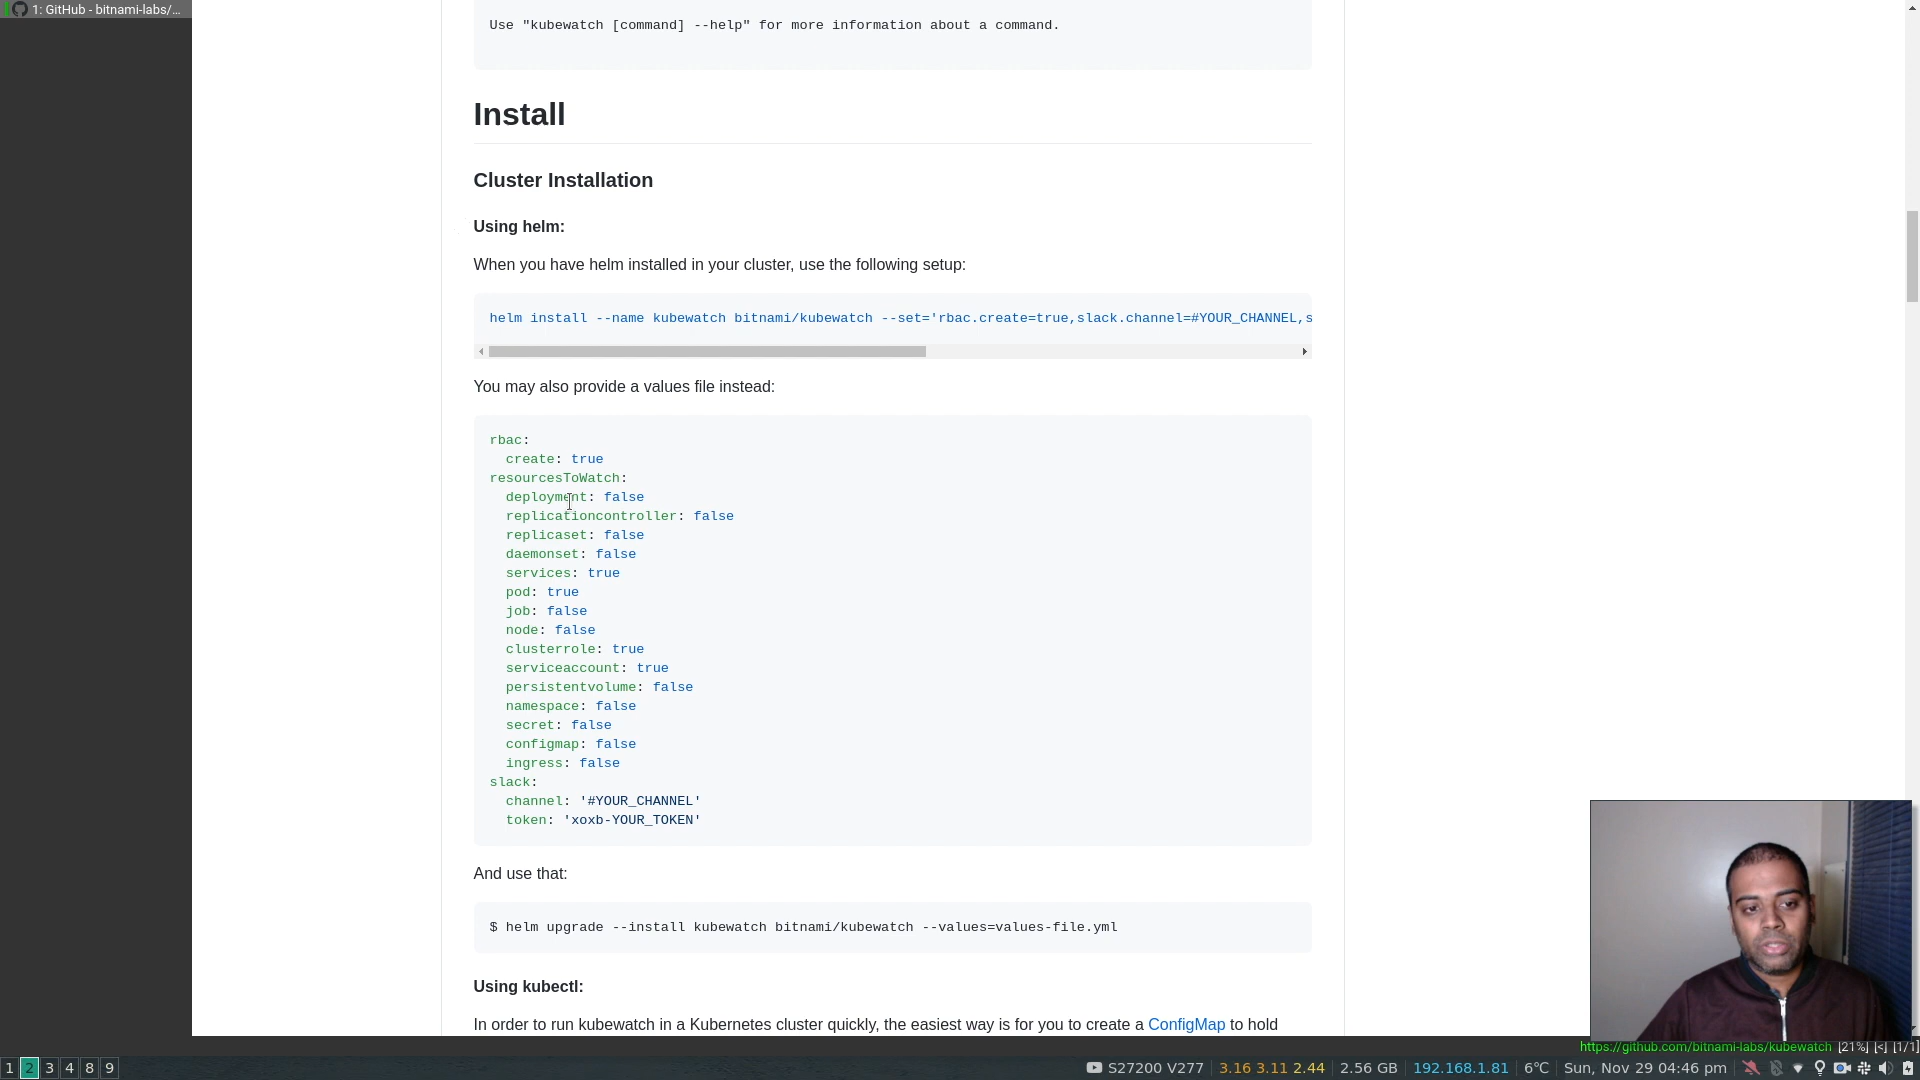 1: GitHub - bitnami-labs/...
Use "kubewatch [command] --help" for more information about a command.
Install
Cluster Installation
Using helm:
When you have helm installed in your cluster, use the following setup:
helm install --name kubewatch bitnami/kubewatch --set='rbac.create=true,slack.channel=#YOUR_CHANNEL,s
You may also provide a values file instead:
rbac:
  create: true
resourcesToWatch:
  deployment: false
  replicationcontroller: false
  replicaset: false
  daemonset: false
  services: true
  pod: true
  job: false
  node: false
  clusterrole: true
  serviceaccount: true
  persistentvolume: false
  namespace: false
  secret: false
  configmap: false
  ingress: false
slack:
  channel: '#YOUR_CHANNEL'
  token: 'xoxb-YOUR_TOKEN'
And use that:
$ helm upgrade --install kubewatch bitnami/kubewatch --values=values-file.yml
Using kubectl:
In order to run kubewatch in a Kubernetes cluster quickly, the easiest way is for you to create a ConfigMap to hold
https://github.com/bitnami-labs/kubewatch [21%] [<] [1/1]
1 2 3 4 8 9 S27200 V277 3.16 3.11 2.44 2.56 GB 192.168.1.81 6°C Sun, Nov 29 04:46 pm